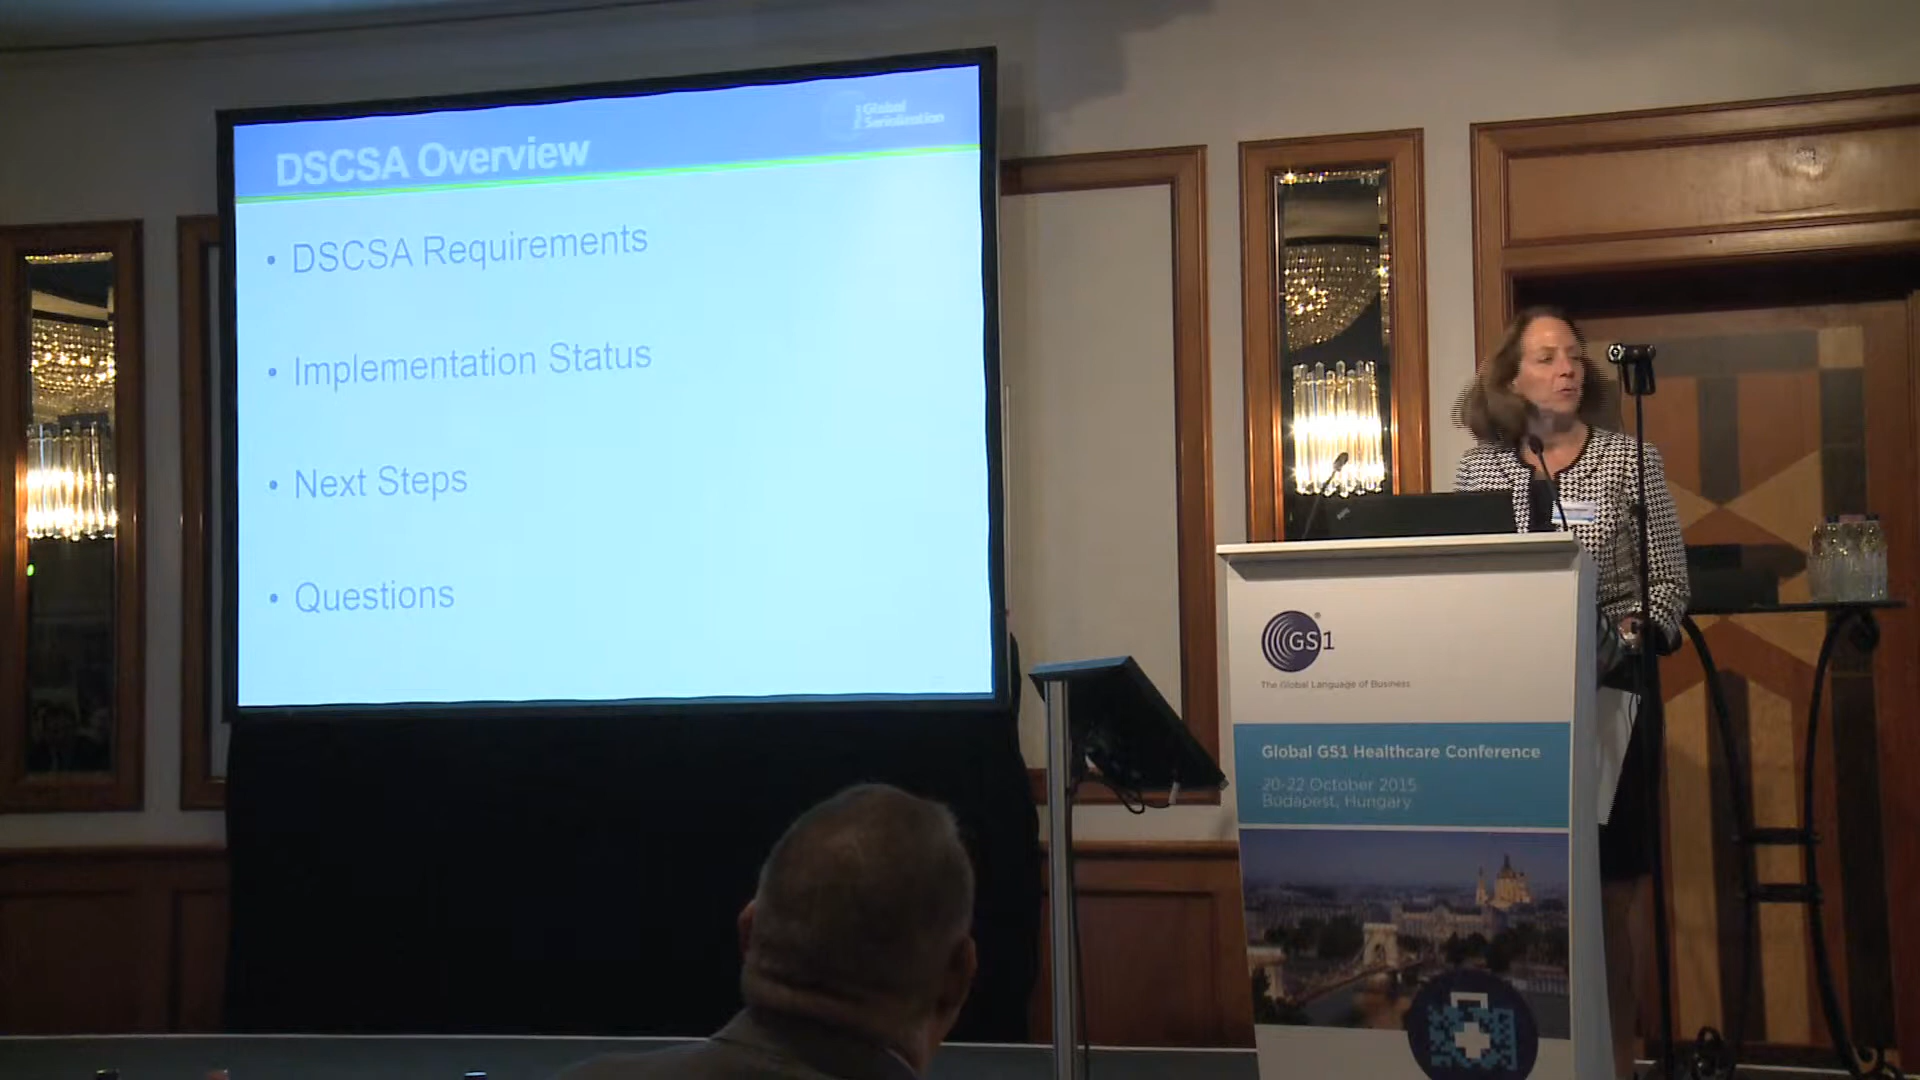 DSCSA Overview
Global
Serialization
• DSCSA Requirements
• Implementation Status
• Next Steps
• Questions
GS1
®
The Global Language of Business
Global GS1 Healthcare Conference
20-22 October 2015
Budapest, Hungary